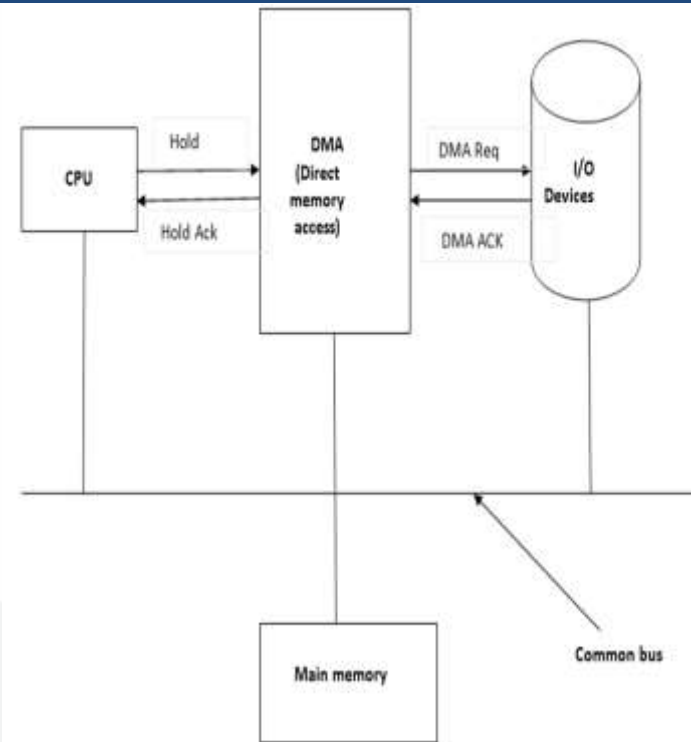 Hold
CPU
Hold Ack
DMA
(Direct
memory
access)
DMA Req
DMA ACK
I/O
Devices
Common bus
Main memory